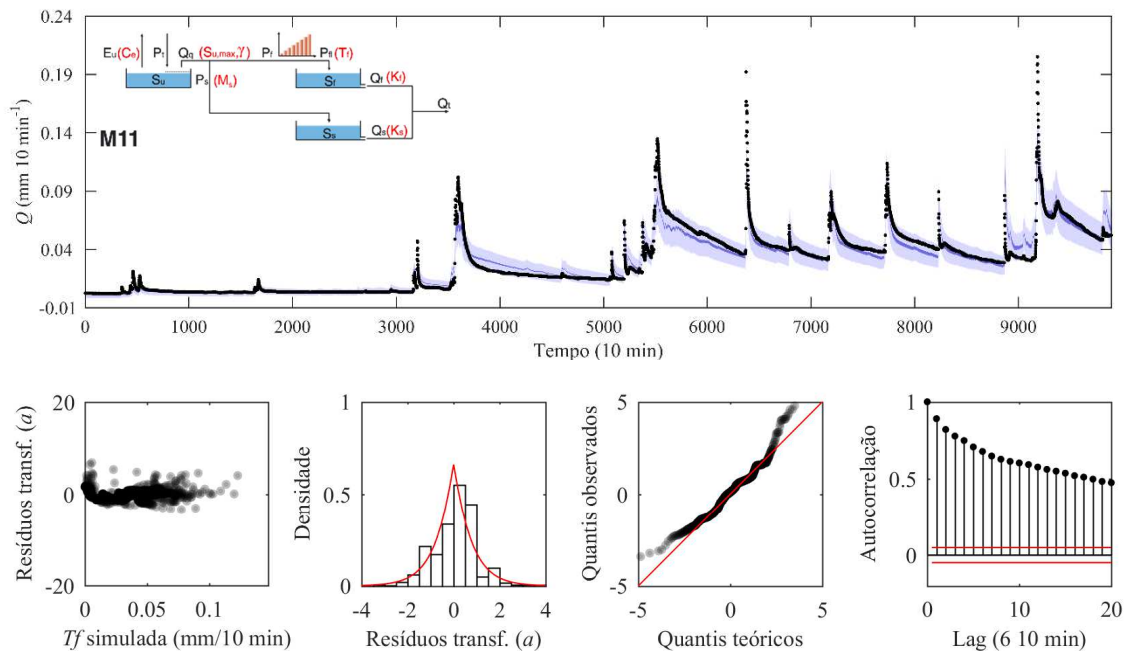 0.24
0.19
0.14
0.09
0.04
-0.01
Q (mm 10 min⁻¹)
Eu(Ce) Pt Qq (Su,max,γ) Pf Pfl (Tf)
Su Ps (Ms) Sf Qf (Kf)
Qt
Ss Qs(Ks)
M11
0 1000 2000 3000 4000 5000 6000 7000 8000 9000
Tempo (10 min)
Resíduos transf. (a)
20
0
-20
0 0.05 0.1
Tf simulada (mm/10 min)
Densidade
1
0.5
0
-4 -2 0 2 4
Resíduos transf. (a)
Quantis observados
5
0
-5
-5 0 5
Quantis teóricos
Autocorrelação
1
0.5
0
0 10 20
Lag (6 10 min)